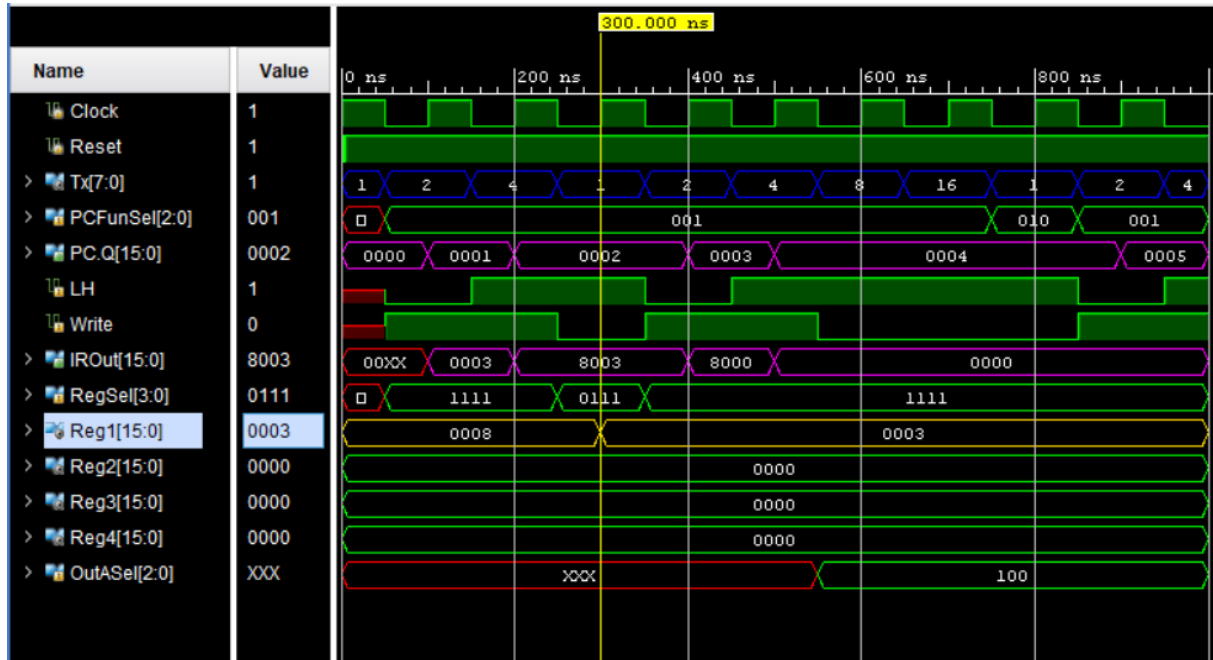 300.000 ns
Name Value 0 ns 200 ns 400 ns 600 ns 800 ns
Clock 1
Reset 1
Tx[7:0] 1 1 2 4 1 2 4 8 16 1 2 4
PCFunSel[2:0] 001 001 010 001
PC.Q[15:0] 0002 0000 0001 0002 0003 0004 0005
LH 1
Write 0
IROut[15:0] 8003 00XX 0003 8003 8000 0000
RegSel[3:0] 0111 1111 0111 1111
Reg1[15:0] 0003 0008 0003
Reg2[15:0] 0000 0000
Reg3[15:0] 0000 0000
Reg4[15:0] 0000 0000
OutASel[2:0] XXX XXX 100